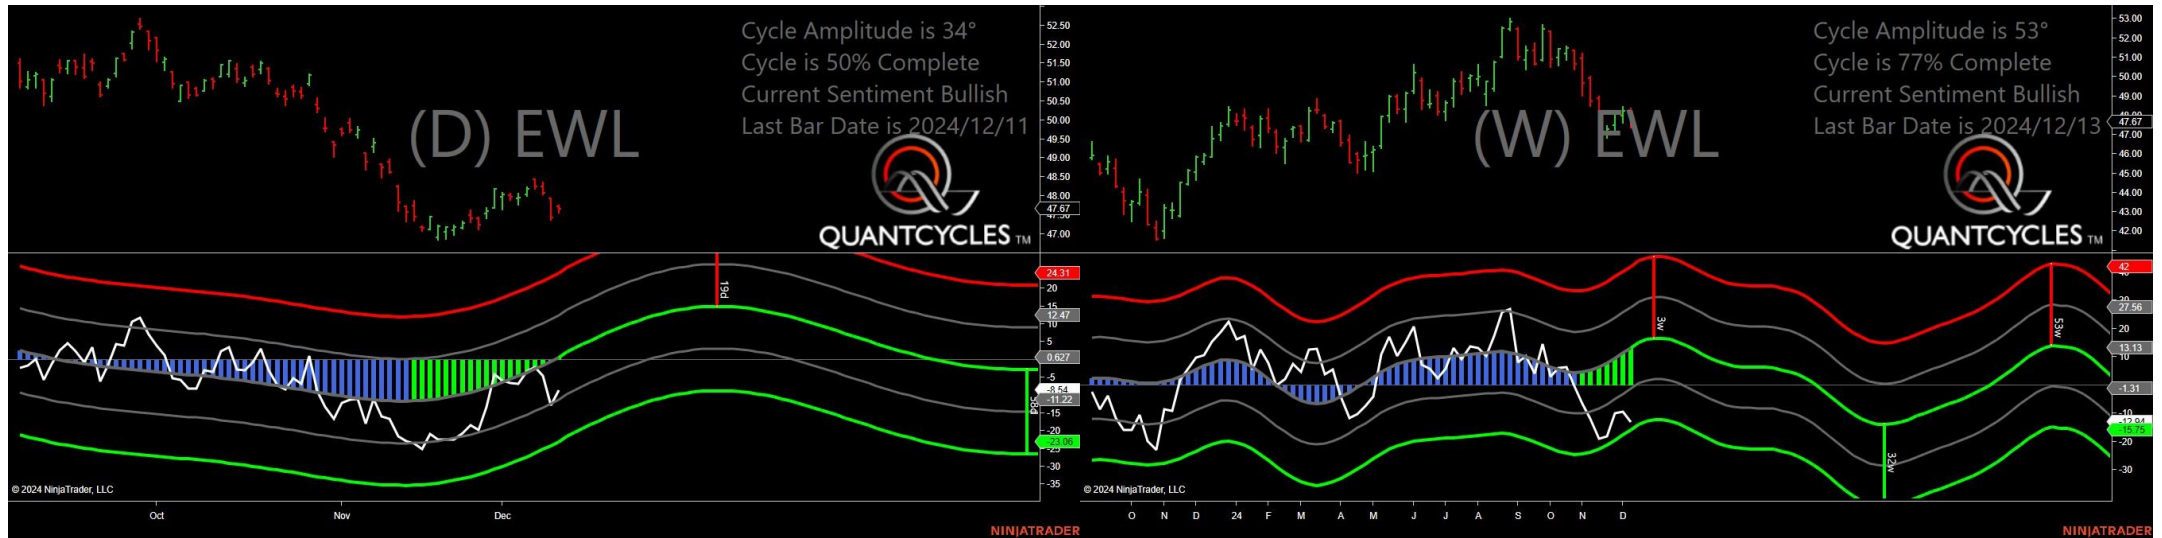 Cycle Amplitude is 34°
Cycle is 50% Complete
Current Sentiment Bullish
Last Bar Date is 2024/12/11
(D) EWL
QUANTCYCLES TM
52.50
52.00
51.50
51.00
50.50
50.00
49.50
49.00
48.50
48.00
47.67
47.00
19d
24.31
20
15
12.47
10
5
0.627
-5
-8.54
-11.22
-15
-20
-23.06
-25
-30
-35
© 2024 NinjaTrader, LLC
Oct
Nov
Dec
NINJATRADER
Cycle Amplitude is 53°
Cycle is 77% Complete
Current Sentiment Bullish
Last Bar Date is 2024/12/13
(W) EWL
QUANTCYCLES TM
53.00
52.00
51.00
50.00
49.00
47.67
47.00
46.00
45.00
44.00
43.00
42.00
3w
53w
32w
42
27.56
20
13.13
10
-1.31
-10
-15.75
-20
-30
© 2024 NinjaTrader, LLC
O N D 24 F M A M J J A S O N D
NINJATRADER